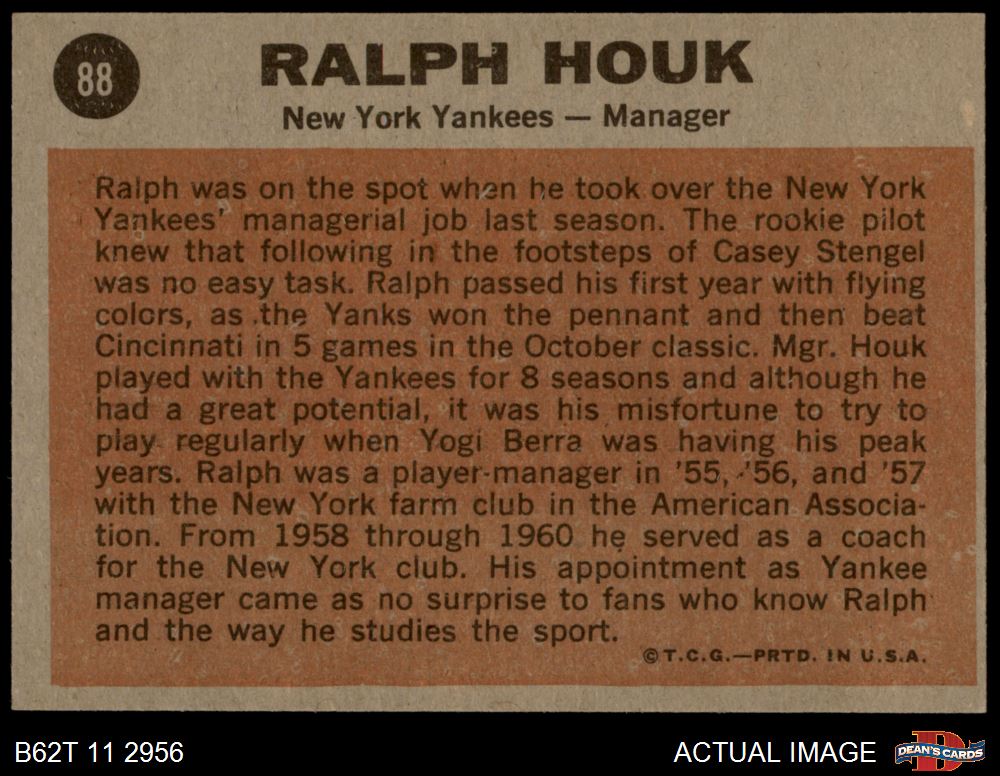 88
RALPH HOUK
New York Yankees — Manager
Ralph was on the spot when he took over the New York
Yankees' managerial job last season. The rookie pilot
knew that following in the footsteps of Casey Stengel
was no easy task. Ralph passed his first year with flying
colors, as the Yanks won the pennant and then beat
Cincinnati in 5 games in the October classic. Mgr. Houk
played with the Yankees for 8 seasons and although he
had a great potential, it was his misfortune to try to
play regularly when Yogi Berra was having his peak
years. Ralph was a player-manager in '55, '56, and '57
with the New York farm club in the American Associa-
tion. From 1958 through 1960 he served as a coach
for the New York club. His appointment as Yankee
manager came as no surprise to fans who know Ralph
and the way he studies the sport.
©T.C.G.—PRTD. IN U.S.A.
B62T 11 2956
ACTUAL IMAGE
D
DEAN'S CARDS